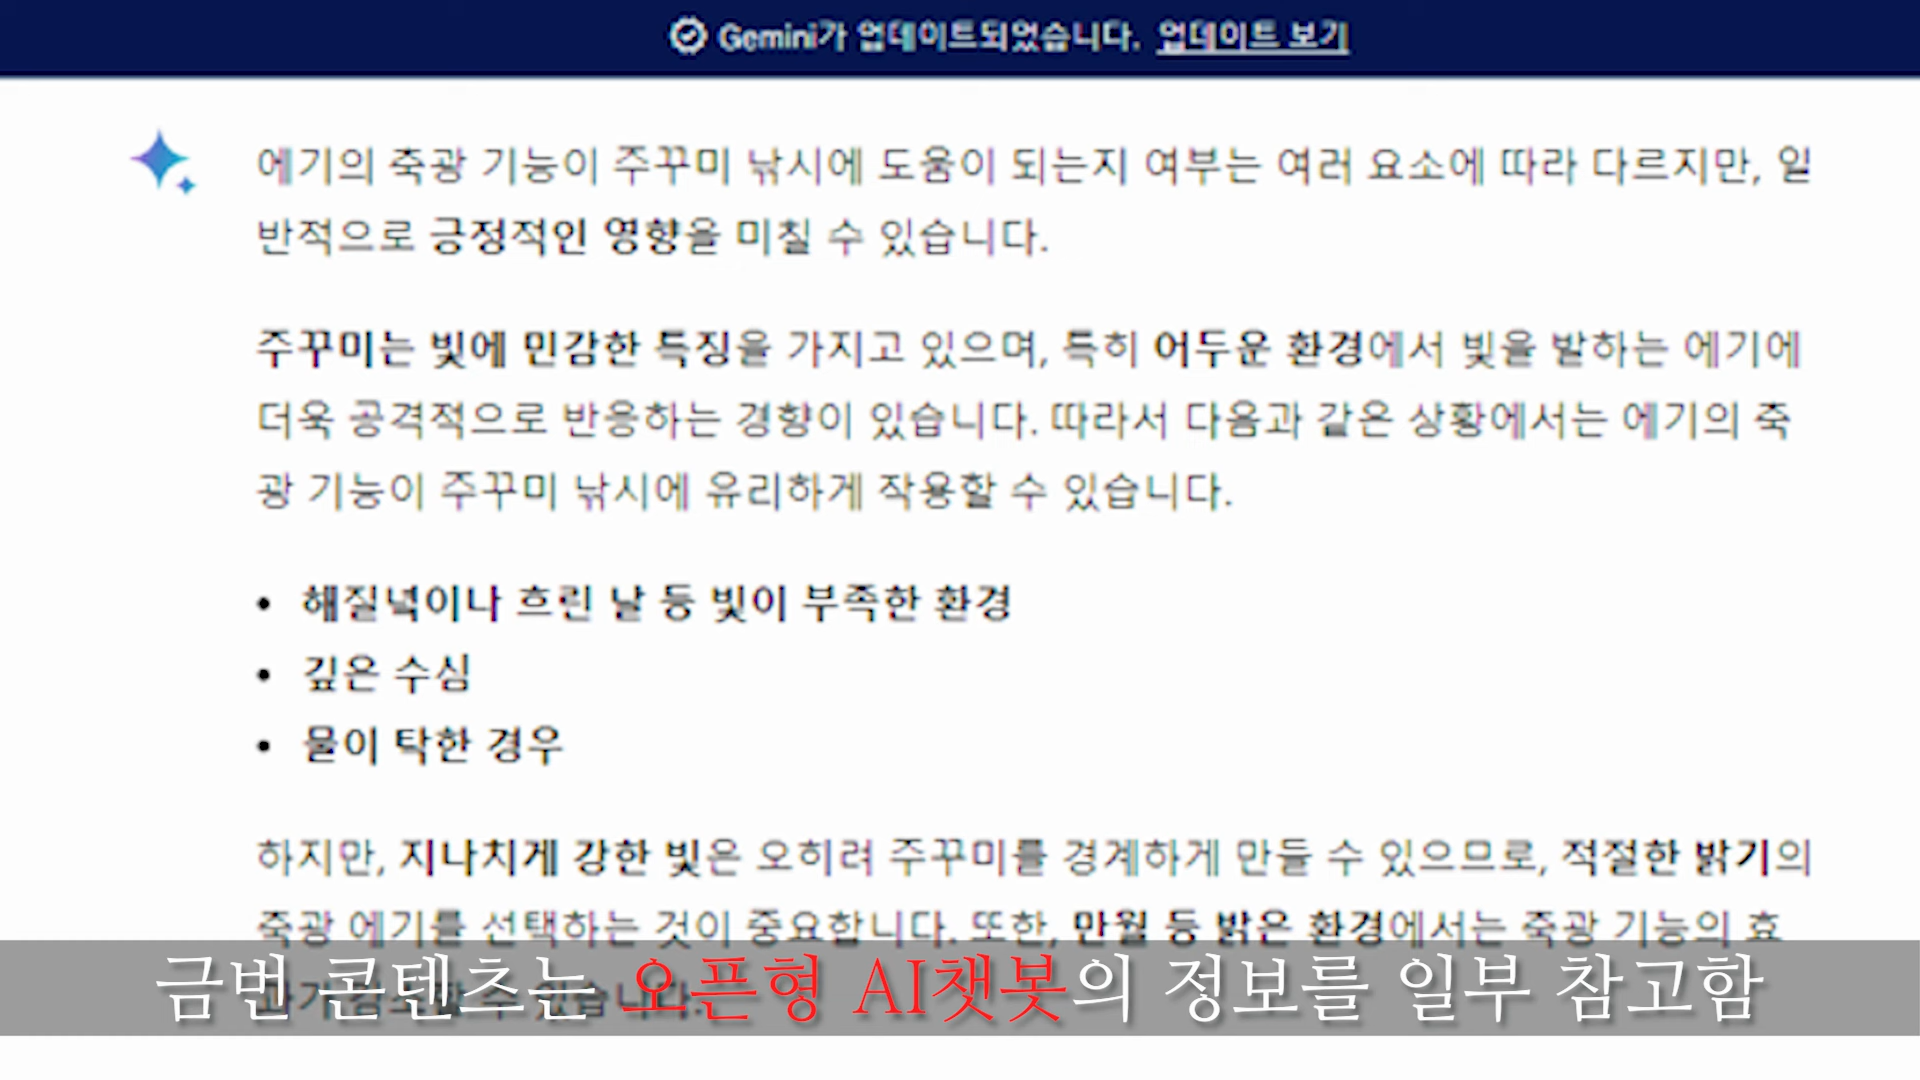 Gemini가 업데이트되었습니다. 업데이트 보기
에기의 축광 기능이 주꾸미 낚시에 도움이 되는지 여부는 여러 요소에 따라 다르지만, 일
반적으로 긍정적인 영향을 미칠 수 있습니다.
주꾸미는 빛에 민감한 특징을 가지고 있으며, 특히 어두운 환경에서 빛을 발하는 에기에
더욱 공격적으로 반응하는 경향이 있습니다. 따라서 다음과 같은 상황에서는 에기의 축
광 기능이 주꾸미 낚시에 유리하게 작용할 수 있습니다.
• 해질녘이나 흐린 날 등 빛이 부족한 환경
• 깊은 수심
• 물이 탁한 경우
하지만, 지나치게 강한 빛은 오히려 주꾸미를 경계하게 만들 수 있으므로, 적절한 밝기의
축광 에기를 선택하는 것이 중요합니다. 또한, 만월 등 밝은 환경에서는 축광 기능의 효
금번 콘텐츠는 오픈형 AI챗봇의 정보를 일부 참고함